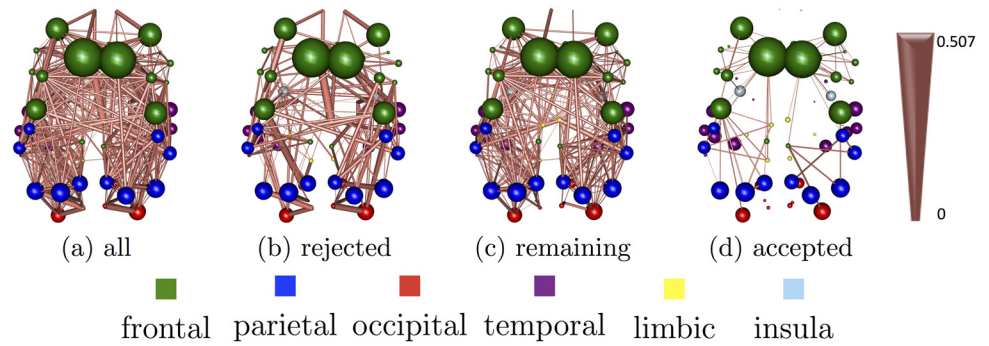 0.507
0
(a) all (b) rejected (c) remaining (d) accepted
frontal parietal occipital temporal limbic insula